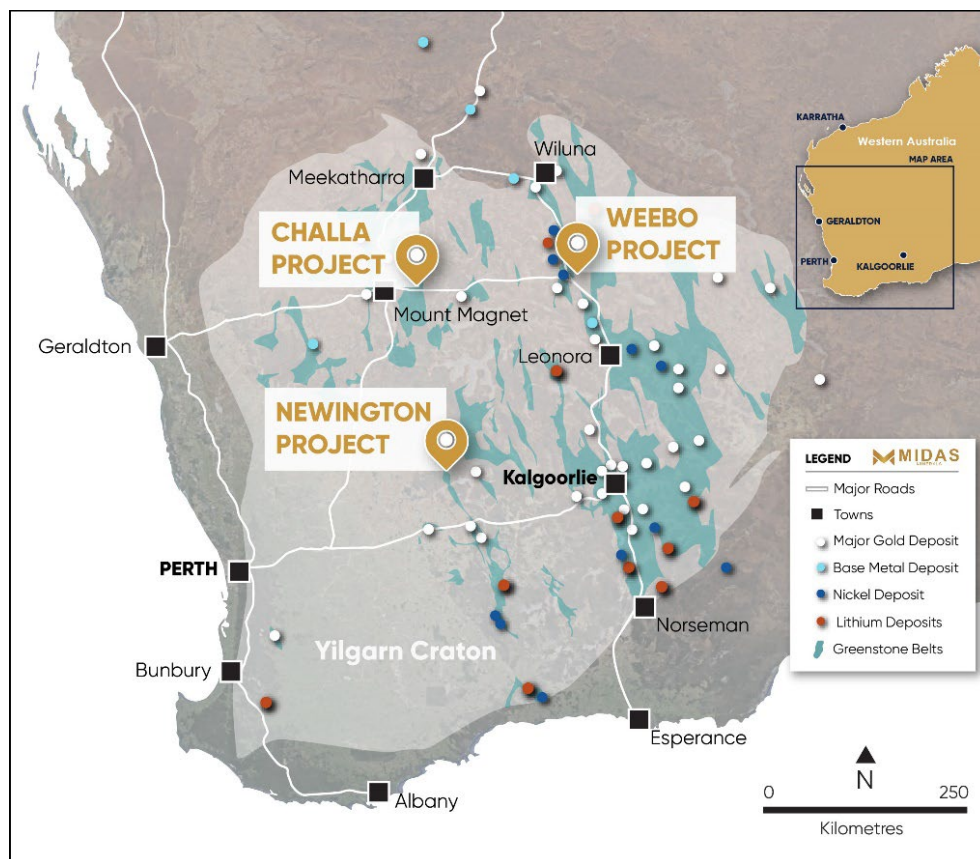 KARRATHA
Western Australia
MAP AREA
GERALDTON
PERTH
KALGOORLIE
Wiluna
Meekatharra
CHALLA
PROJECT
WEEBO
PROJECT
Mount Magnet
Geraldton
Leonora
NEWINGTON
PROJECT
Kalgoorlie
PERTH
Norseman
Yilgarn Craton
Bunbury
Esperance
Albany
LEGEND
MIDAS
MINERALS
Major Roads
Towns
Major Gold Deposit
Base Metal Deposit
Nickel Deposit
Lithium Deposits
Greenstone Belts
N
0
250
Kilometres